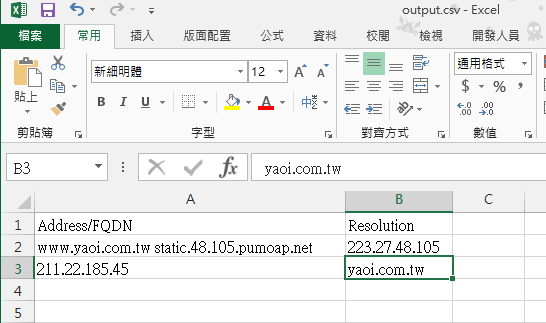 output.csv - Excel
檔案 常用 插入 版面配置 公式 資料 校閱 檢視 開發人員
貼上 新細明體 12 A A 通用格式
B I U A $ % ,
剪貼簿 字型 對齊方式 數值
B3 fx yaoi.com.tw
A B C
1 Address/FQDN Resolution
2 www.yaoi.com.tw static.48.105.pumoap.net 223.27.48.105
3 211.22.185.45 yaoi.com.tw
4
5